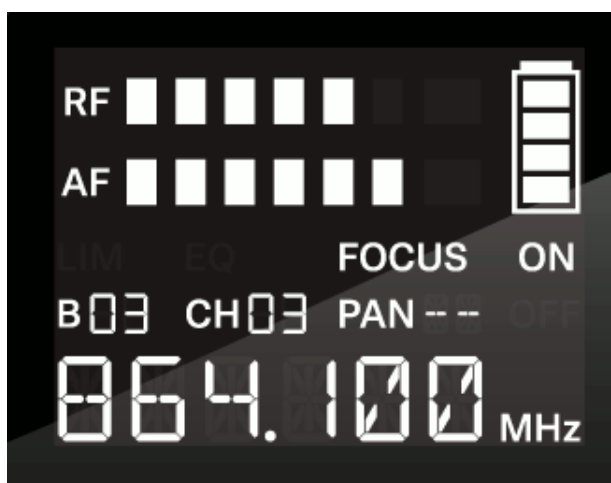 RF
AF
LIM EQ FOCUS ON
B03 CH03 PAN -- -- OFF
864.100 MHz